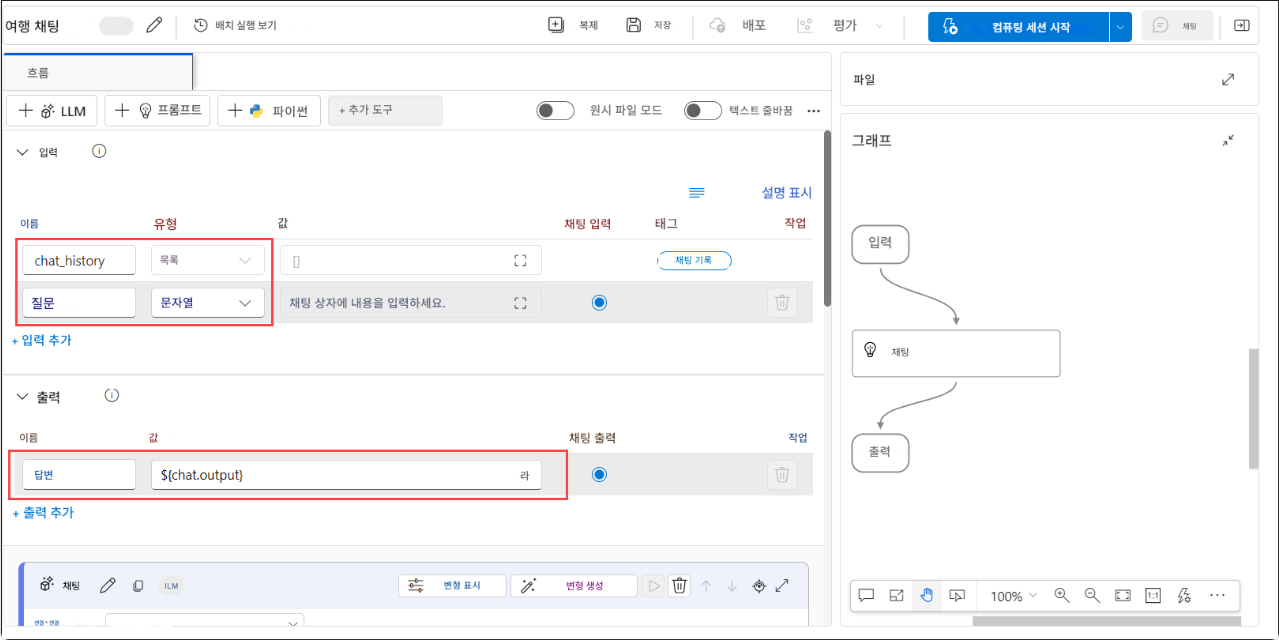 여행 채팅
배치 실행 보기
복제
저장
배포
평가
컴퓨팅 세션 시작
채팅
흐름
LLM
프롬프트
파이썬
+ 추가 도구
원시 파일 모드
텍스트 줄바꿈
입력
설명 표시
이름 유형 값 채팅 입력 태그 작업
chat_history 목록 [] 채팅 기록
질문 문자열 채팅 상자에 내용을 입력하세요.
+ 입력 추가
출력
이름 값 채팅 출력 작업
답변 ${chat.output} 라
+ 출력 추가
채팅 ILM 변형 표시 변형 생성
파일
그래프
입력
채팅
출력
100%
1:1